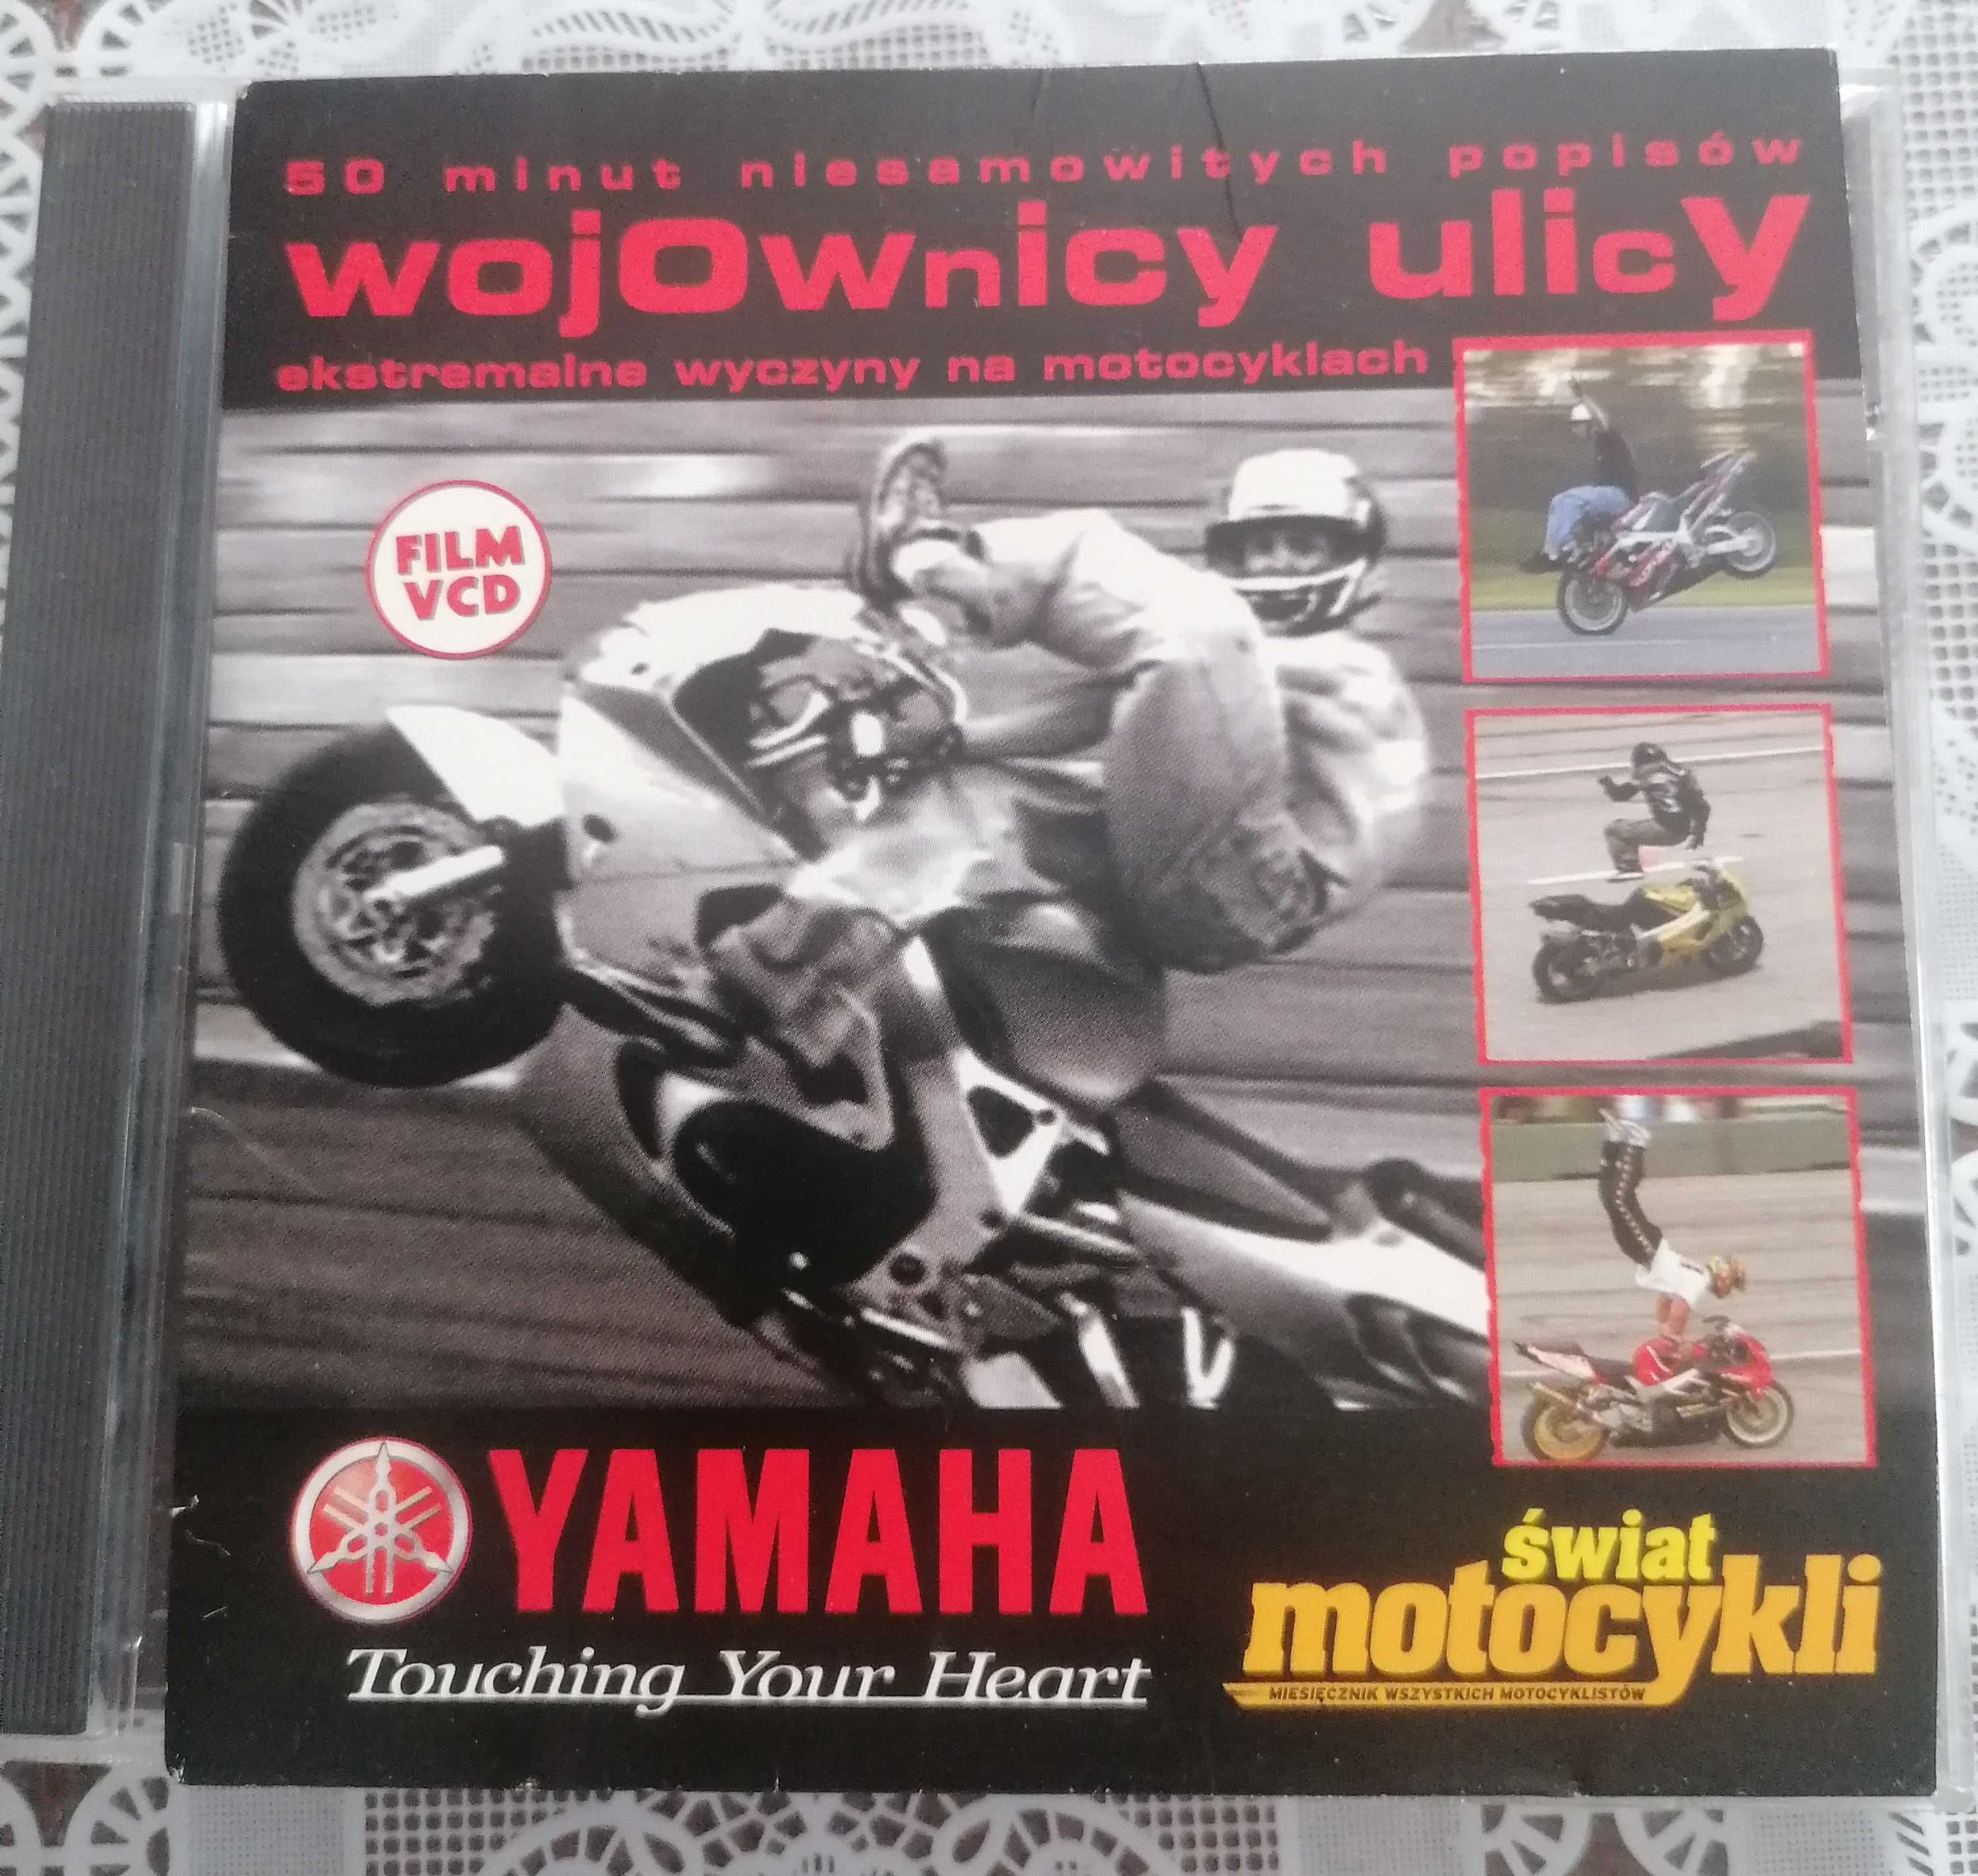 50 minut niesamowitych popisów
wojOwnicy ulicy
ekstremalne wyczyny na motocyklach
FILM
VCD
YAMAHA
Touching Your Heart
świat
motocykli
MIESIĘCZNIK WSZYSTKICH MOTOCYKLISTÓW